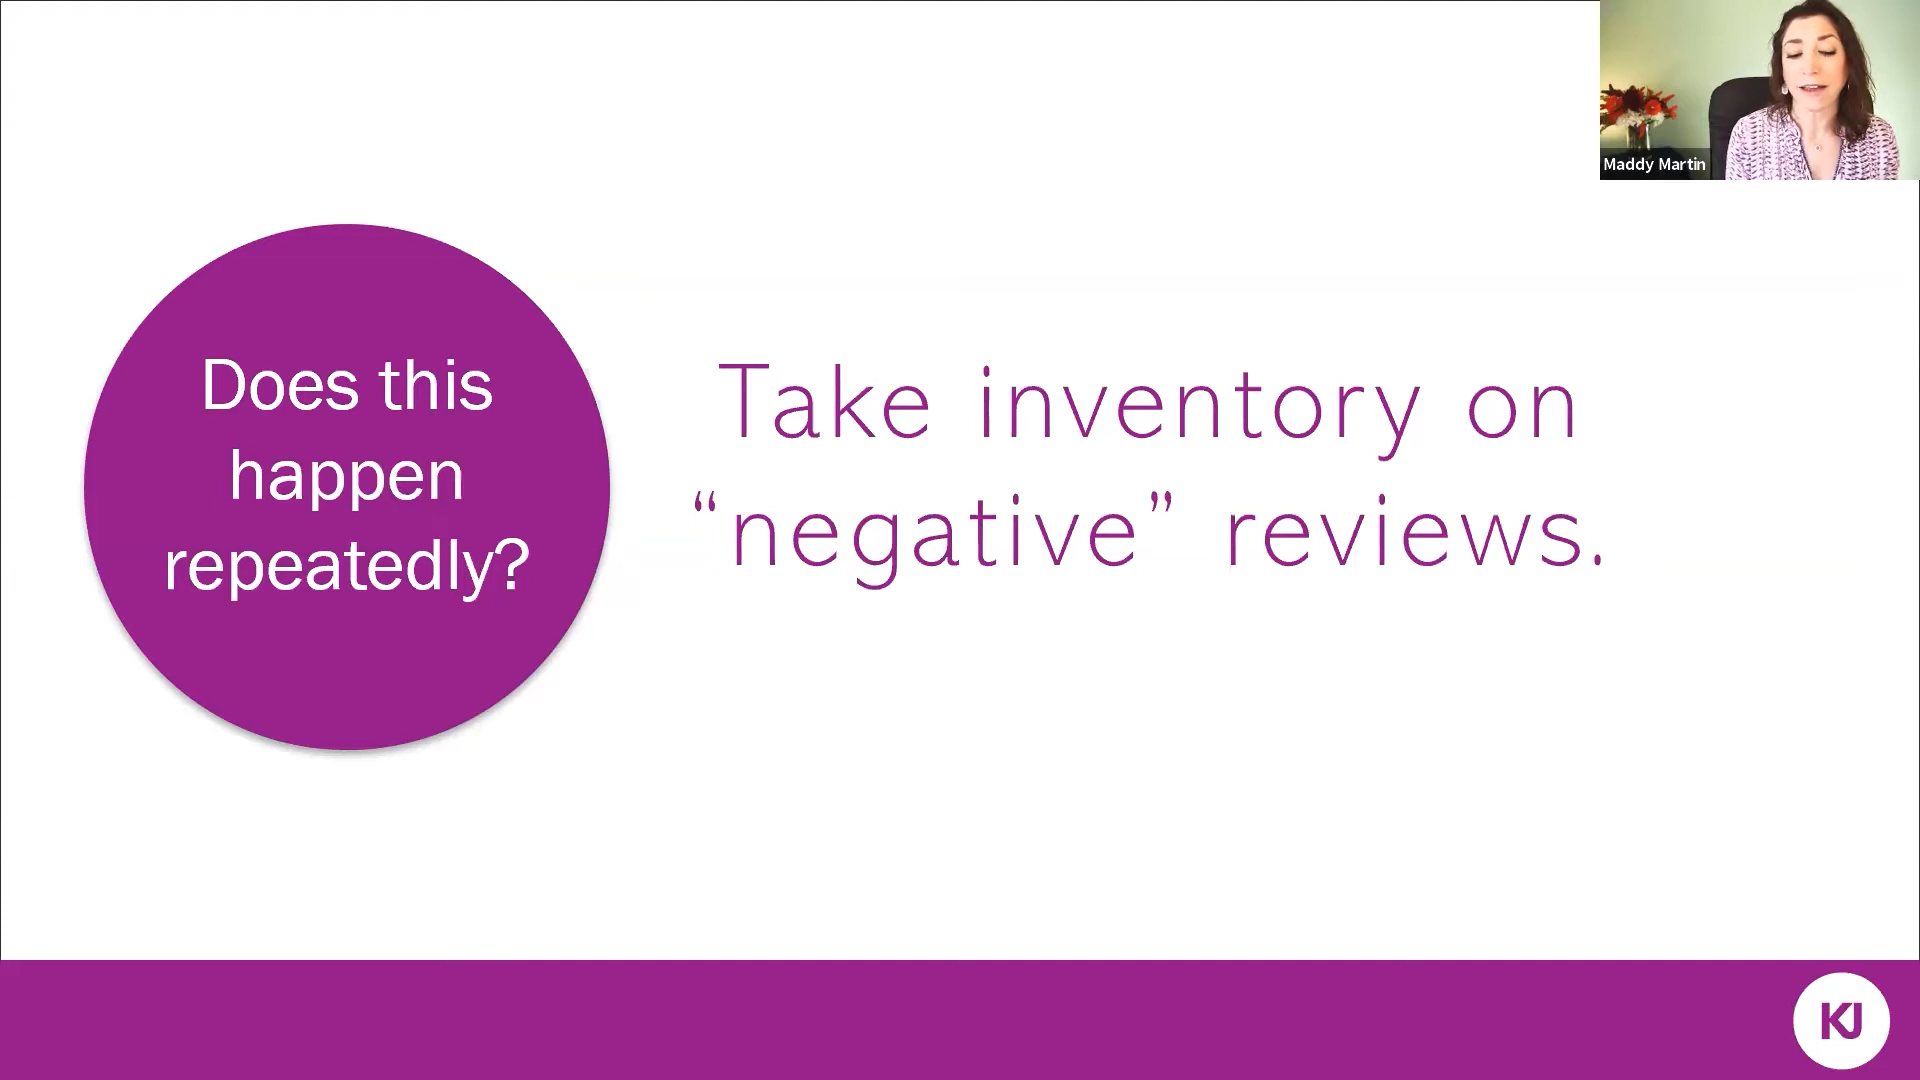 Maddy Martin
Does this
happen
repeatedly?
Take inventory on
“negative” reviews.
KJ